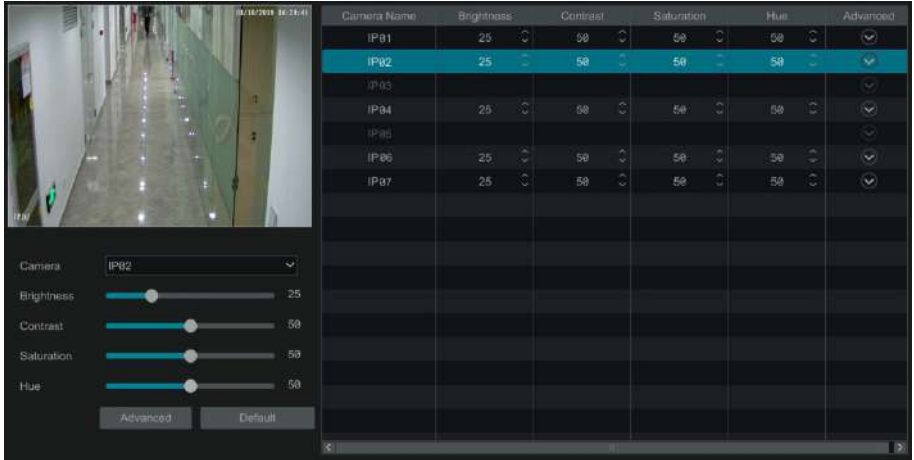 Camera Name Brightness Contrast Saturation Hue Advanced
IP01 25 50 50 50
IP02 25 50 50 50
IP03
IP04 25 50 50 50
IP05
IP06 25 50 50 50
IP07 25 50 50 50
Camera IP02
Brightness 25
Contrast 50
Saturation 50
Hue 50
Advanced Default